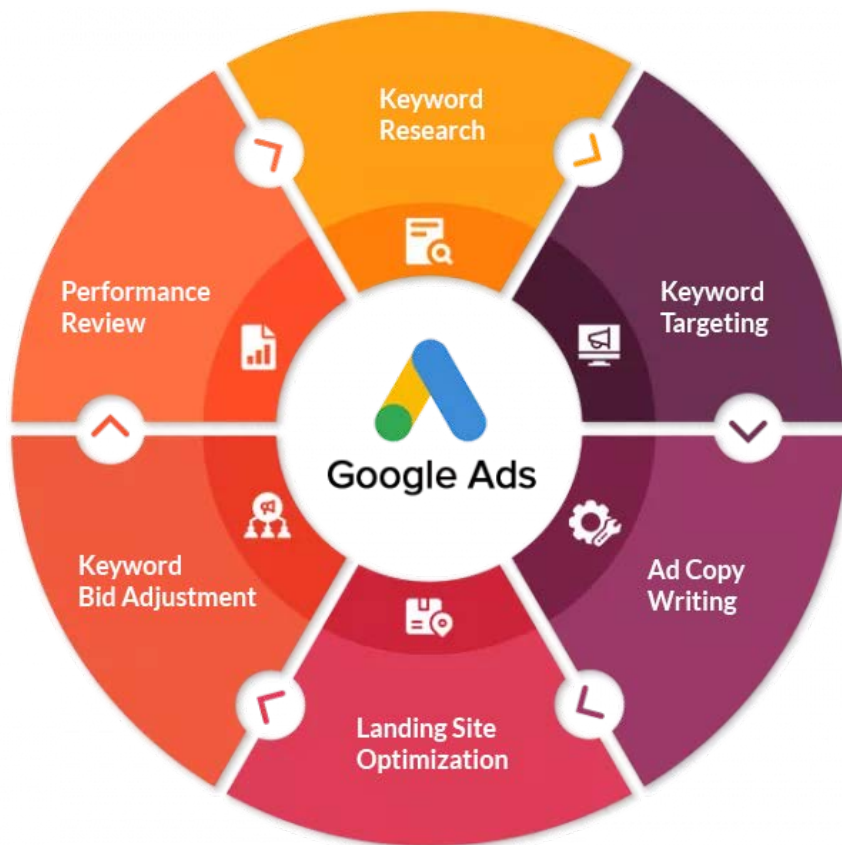 Keyword
Research
Keyword
Targeting
Ad Copy
Writing
Landing Site
Optimization
Keyword
Bid Adjustment
Performance
Review
Google Ads